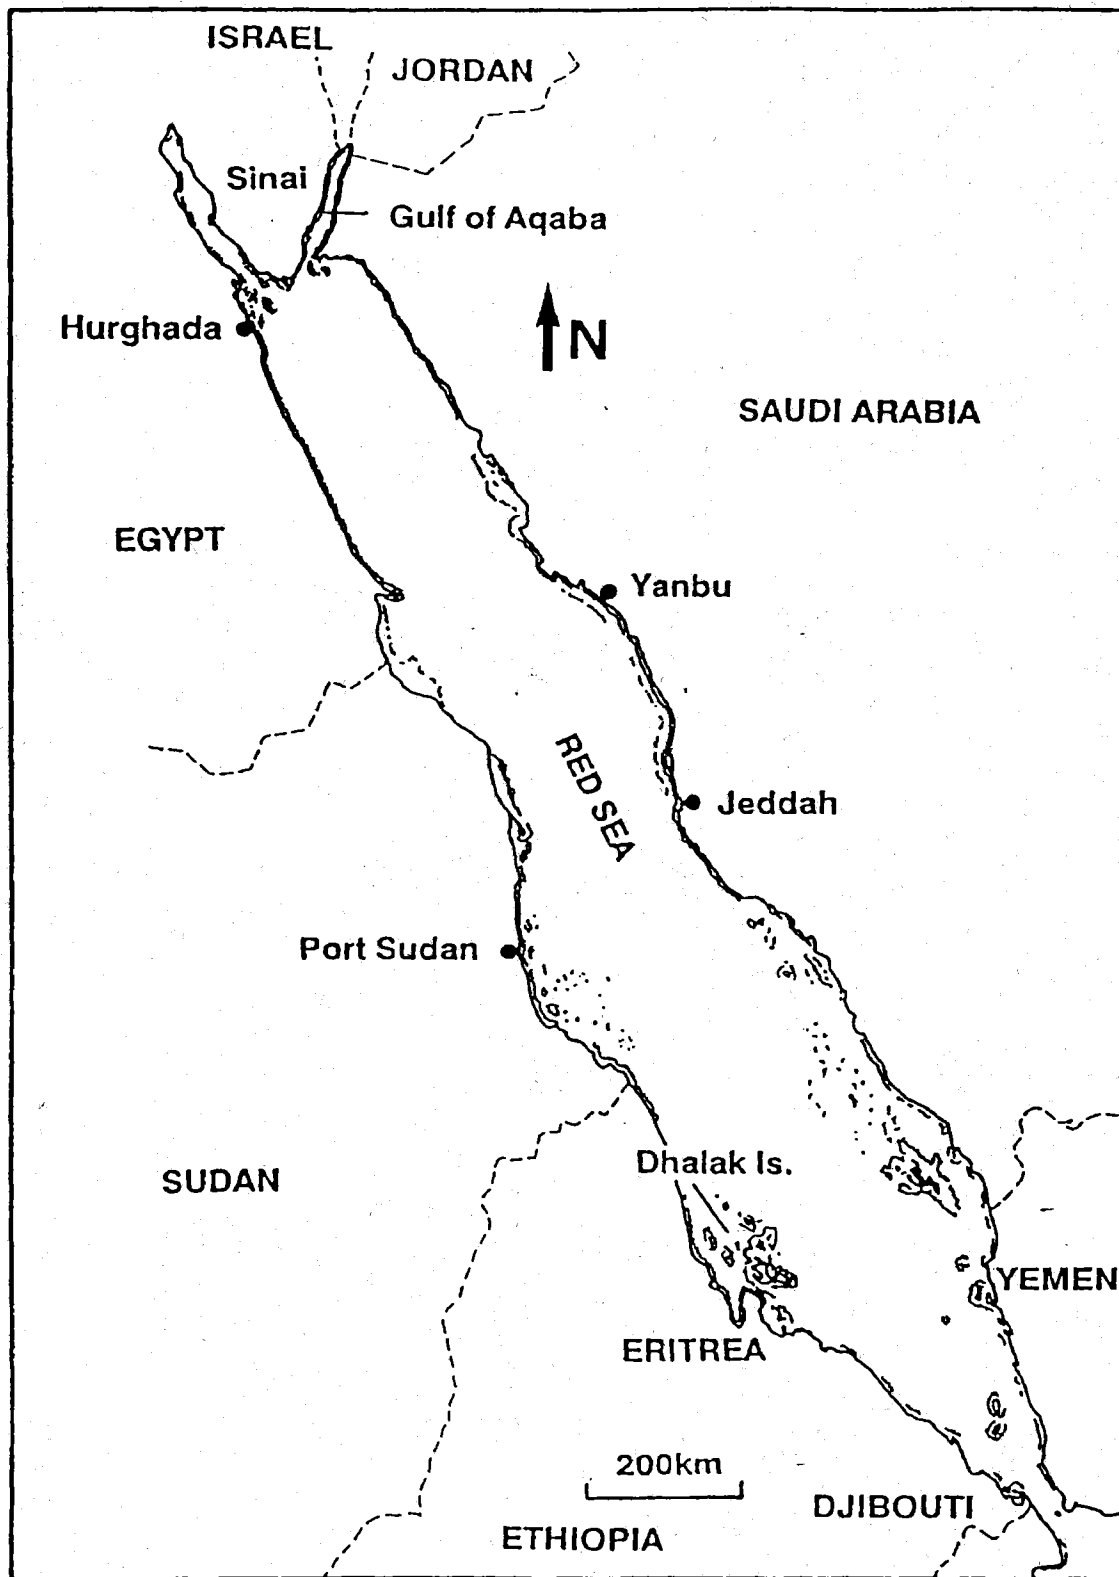 ISRAEL
JORDAN
Sinai
Gulf of Aqaba
Hurghada
N
SAUDI ARABIA
EGYPT
Yanbu
RED SEA
Jeddah
Port Sudan
Dhalak Is.
SUDAN
YEMEN
ERITREA
200km
DJIBOUTI
ETHIOPIA